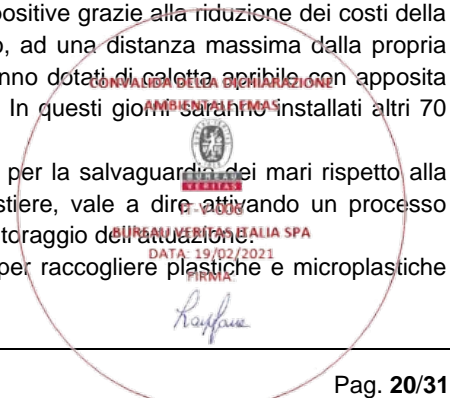 positive grazie alla riduzione dei costi della
o, ad una distanza massima dalla propria
nno dotati di calotta apribile con apposita
CONVALIDA DELLA DICHIARAZIONE
AMBIENTALE EMAS
In questi giorni saranno installati altri 70
BUREAU
VERITAS
per la salvaguardia dei mari rispetto alla
stiere, vale a dire attivando un processo
IT-V-006
BUREAU VERITAS ITALIA SPA
toraggio dell'attuazione.
DATA: 19/02/2021
per raccogliere plastiche e microplastiche
FIRMA:
Pag. 20/31